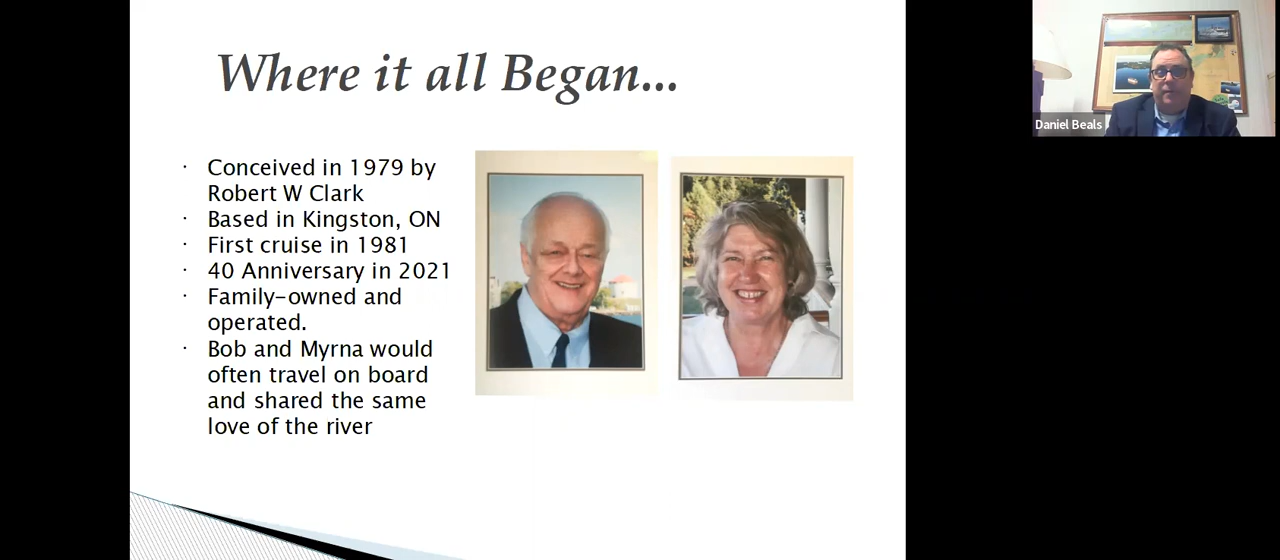 Where it all Began...
Daniel Beals
· Conceived in 1979 by
Robert W Clark
· Based in Kingston, ON
· First cruise in 1981
· 40 Anniversary in 2021
· Family-owned and
operated.
· Bob and Myrna would
often travel on board
and shared the same
love of the river